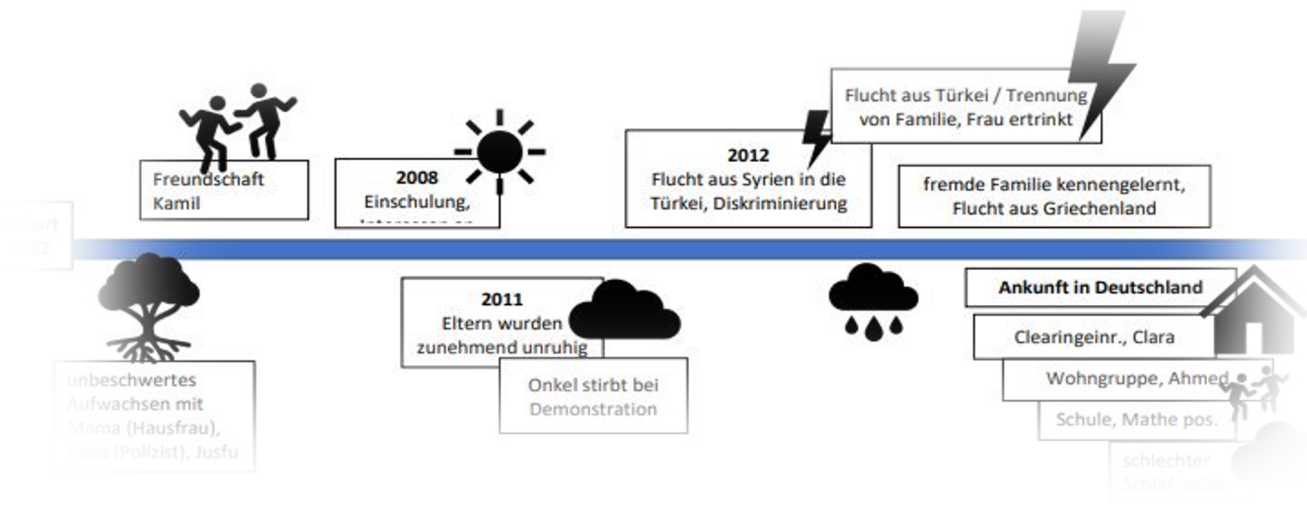 Freundschaft
Kamil
2008
Einschulung,
2012
Flucht aus Syrien in die
Türkei, Diskriminierung
Flucht aus Türkei / Trennung
von Familie, Frau ertrinkt
fremde Familie kennengelernt,
Flucht aus Griechenland
unbeschwertes
Aufwachsen mit
Mama (Hausfrau),
Papa (Polizist), Jusfu
2011
Eltern wurden
zunehmend unruhig
Onkel stirbt bei
Demonstration
Ankunft in Deutschland
Clearingeinr., Clara
Wohngruppe, Ahmed
Schule, Mathe pos.
schlechter